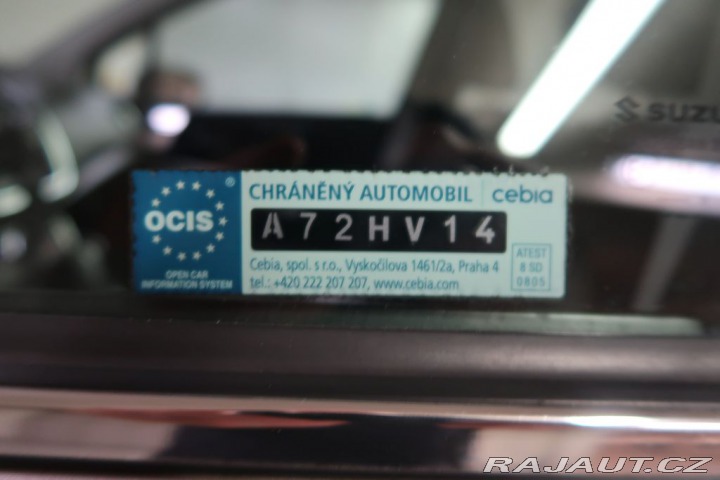 SUZU
OCIS
®
OPEN CAR
INFORMATION SYSTEM
CHRÁNĚNÝ AUTOMOBIL
cebia
A72HV14
Cebia, spol. s r.o., Vyskočilova 1461/2a, Praha 4
tel.: +420 222 207 207, www.cebia.com
ATEST
8 SD
0805
RAJAUT.CZ